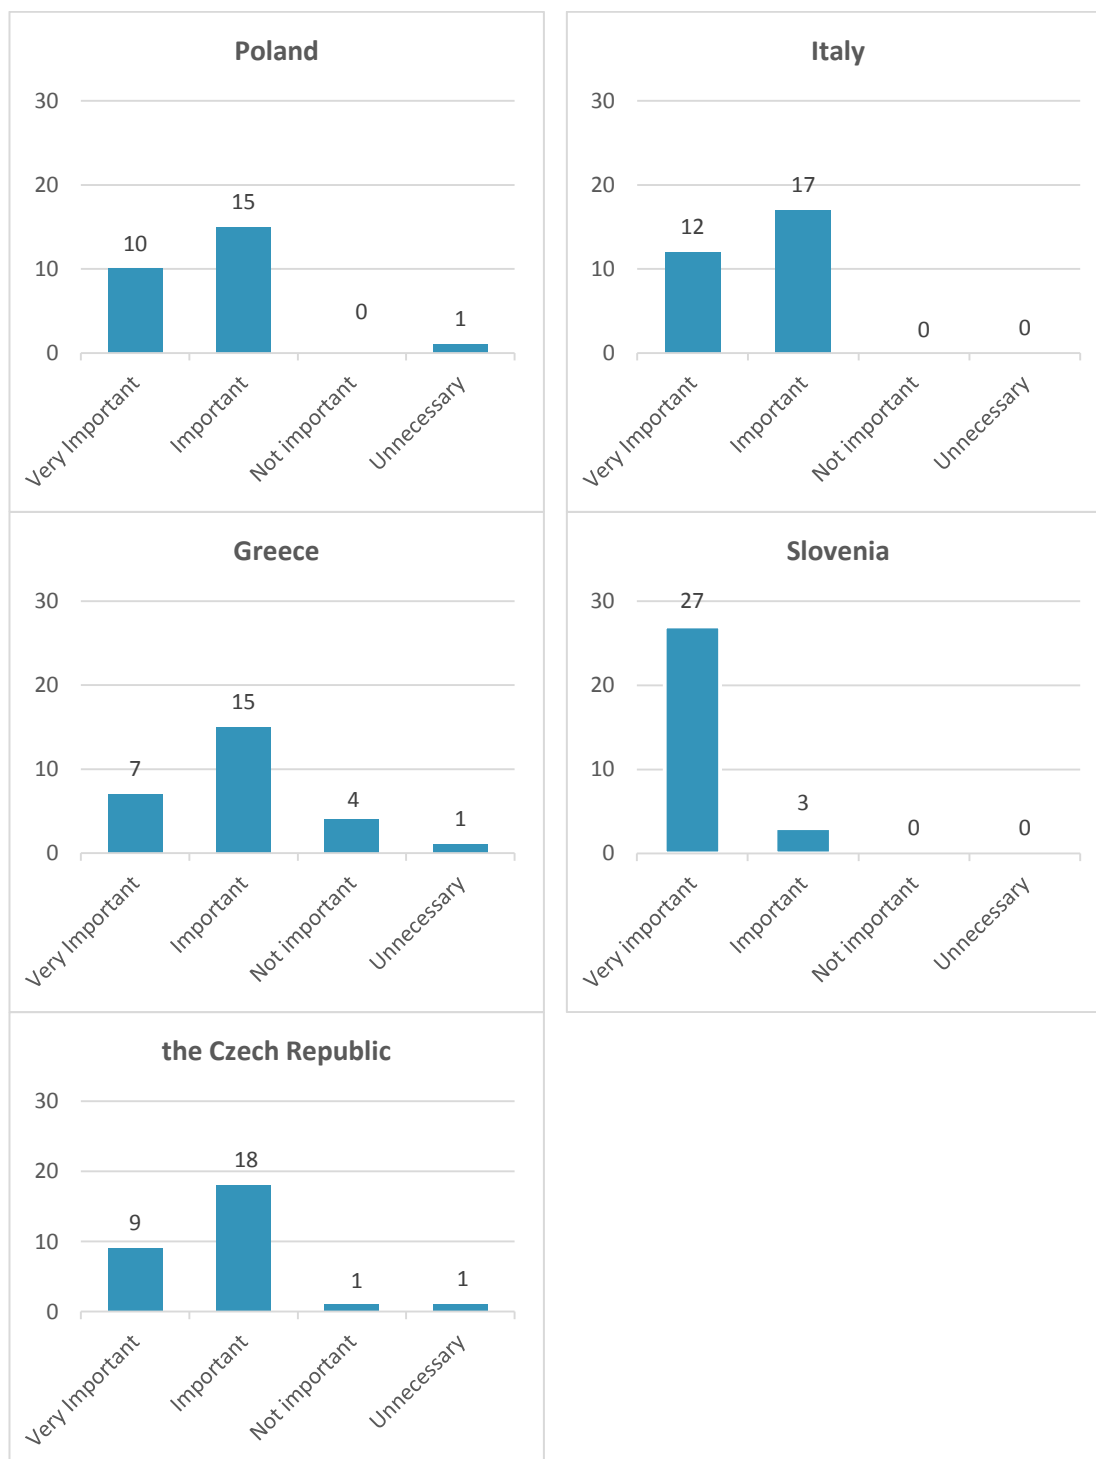 Poland
30
20
10
0
10
15
0
1
Very Important
Important
Not important
Unnecessary
Italy
30
20
10
0
12
17
0
0
Very Important
Important
Not important
Unnecessary
Greece
30
20
10
0
7
15
4
1
Very Important
Important
Not important
Unnecessary
Slovenia
30
20
10
0
27
3
0
0
Very important
Important
Not important
Unnecessary
the Czech Republic
30
20
10
0
9
18
1
1
Very Important
Important
Not important
Unnecessary